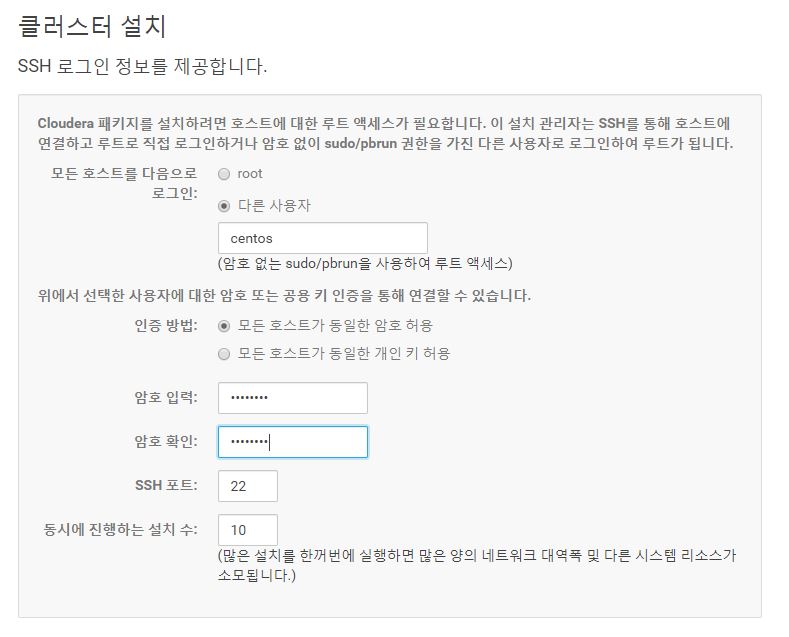 클러스터 설치
SSH 로그인 정보를 제공합니다.
Cloudera 패키지를 설치하려면 호스트에 대한 루트 액세스가 필요합니다. 이 설치 관리자는 SSH를 통해 호스트에
연결하고 루트로 직접 로그인하거나 암호 없이 sudo/pbrun 권한을 가진 다른 사용자로 로그인하여 루트가 됩니다.
모든 호스트를 다음으로
로그인:
root
다른 사용자
centos
(암호 없는 sudo/pbrun을 사용하여 루트 액세스)
위에서 선택한 사용자에 대한 암호 또는 공용 키 인증을 통해 연결할 수 있습니다.
인증 방법:
모든 호스트가 동일한 암호 허용
모든 호스트가 동일한 개인 키 허용
암호 입력: ••••••••
암호 확인: ••••••••
SSH 포트: 22
동시에 진행하는 설치 수: 10
(많은 설치를 한꺼번에 실행하면 많은 양의 네트워크 대역폭 및 다른 시스템 리소스가
소모됩니다.)